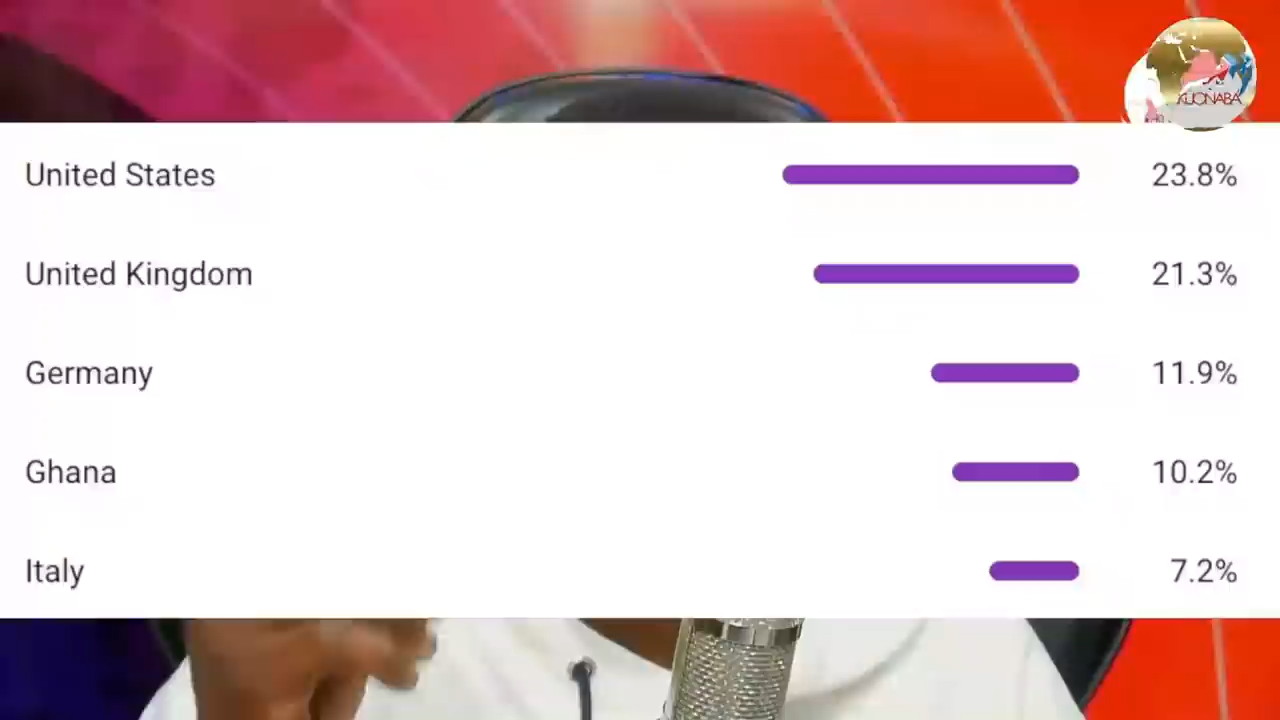 United States 23.8%
United Kingdom 21.3%
Germany 11.9%
Ghana 10.2%
Italy 7.2%